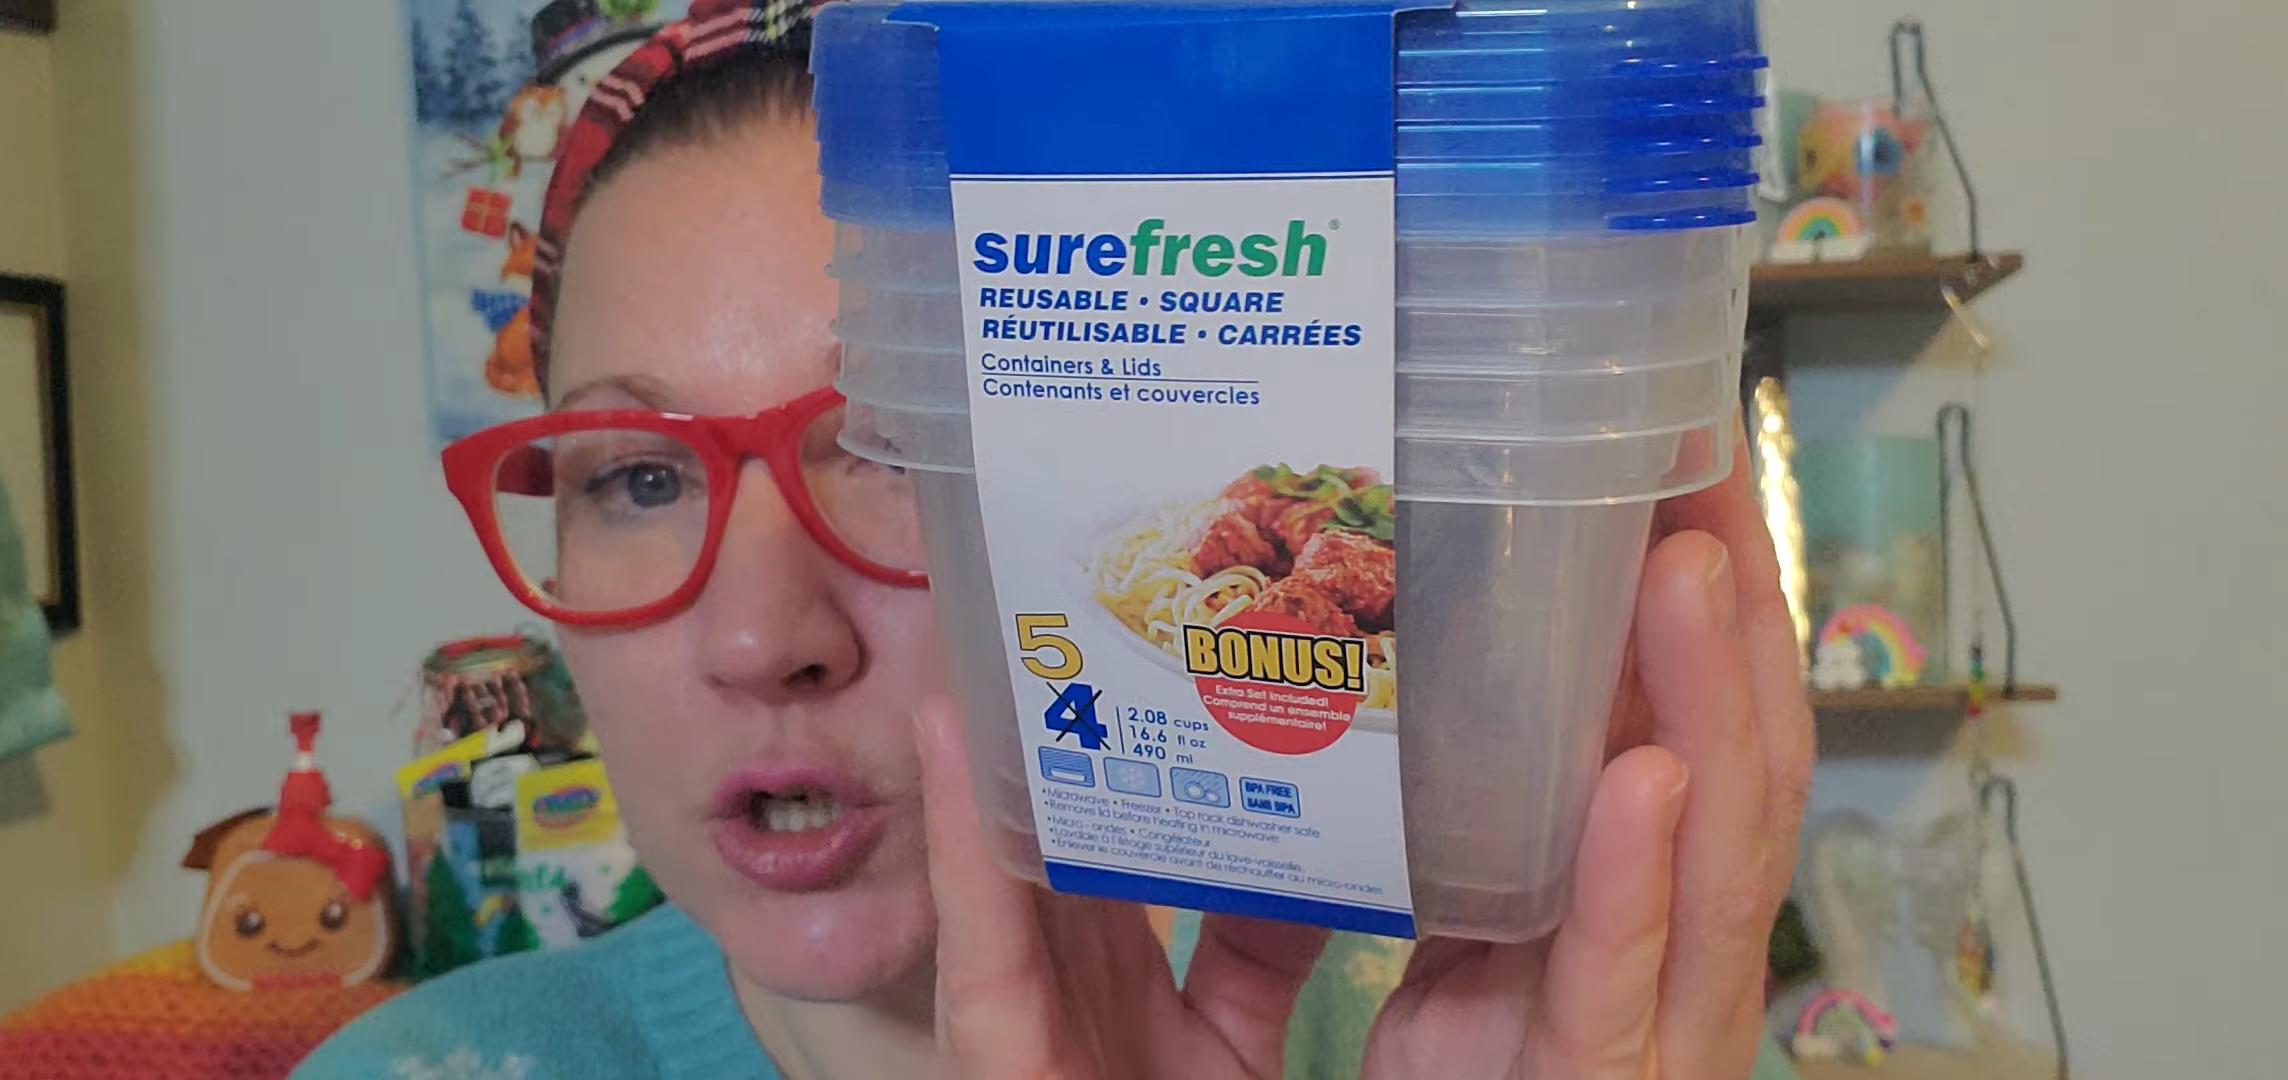 surefresh®
REUSABLE • SQUARE
RÉUTILISABLE • CARRÉES
Containers & Lids
Contenants et couvercles
5
4
2.08 cups
16.6 fl oz
490 ml
BONUS!
Extra Set Included!
Comprend un ensemble
supplémentaire!
BPA FREE
SANS BPA
•Microwave • Freezer • Top rack dishwasher safe
•Remove lid before heating in microwave
•Micro-ondes • Congélateur
•Lavable à l'étage supérieur du lave-vaisselle.
•Enlever le couvercle avant de réchauffer au micro-ondes